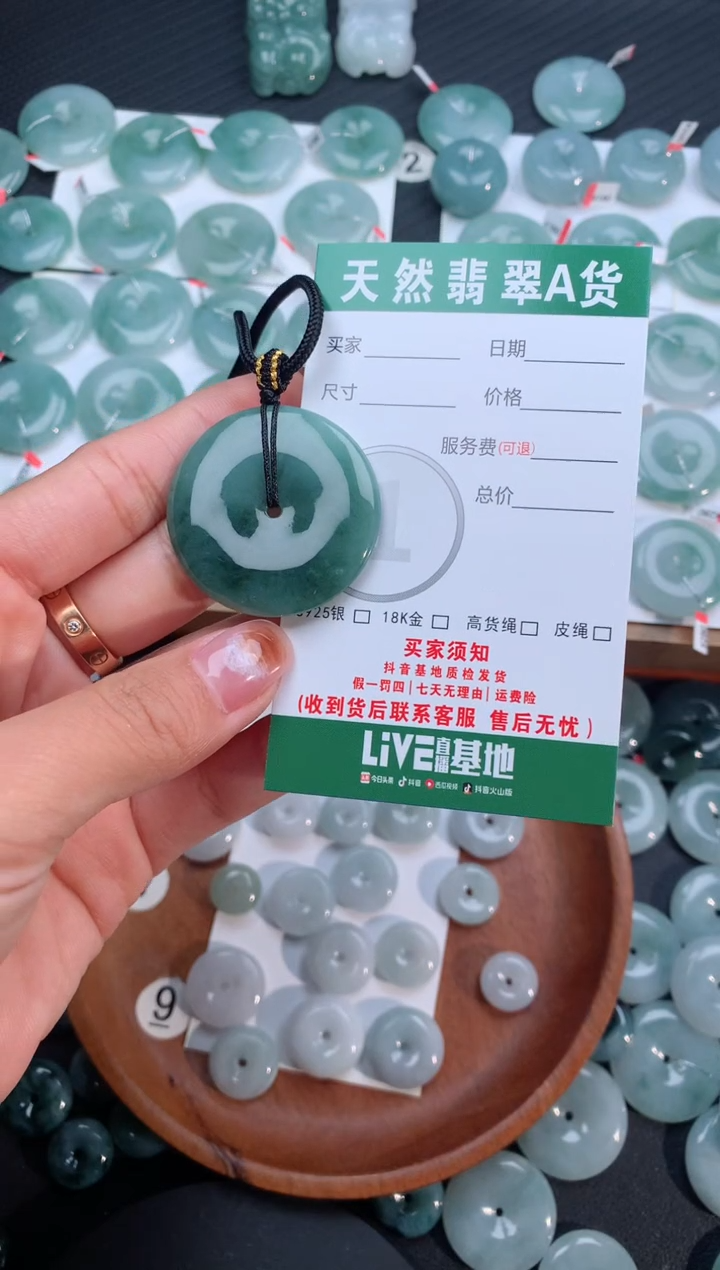 2
天然翡翠A货
买家 日期
尺寸 价格
服务费(可退)
总价
1
925银 18K金 高货绳 皮绳
买家须知
抖音基地质检发货
假一罚四|七天无理由|运费险
(收到货后联系客服 售后无忧)
LiVE直播基地
今日头条 抖音 西瓜视频 抖音火山版
9